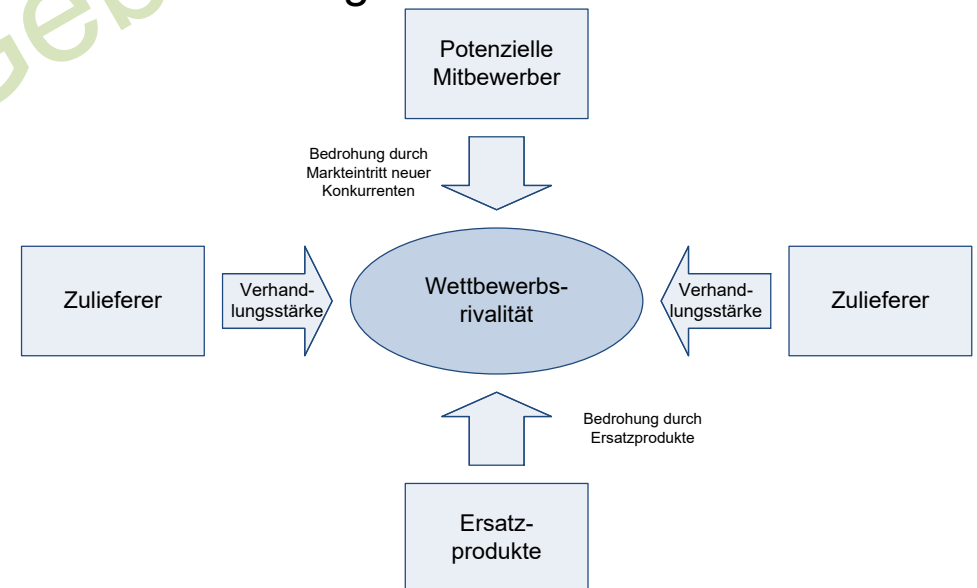 Potenzielle
Mitbewerber
Bedrohung durch
Markteintritt neuer
Konkurrenten
Zulieferer
Verhand-
lungsstärke
Wettbewerbs-
rivalität
Verhand-
lungsstärke
Zulieferer
Bedrohung durch
Ersatzprodukte
Ersatz-
produkte